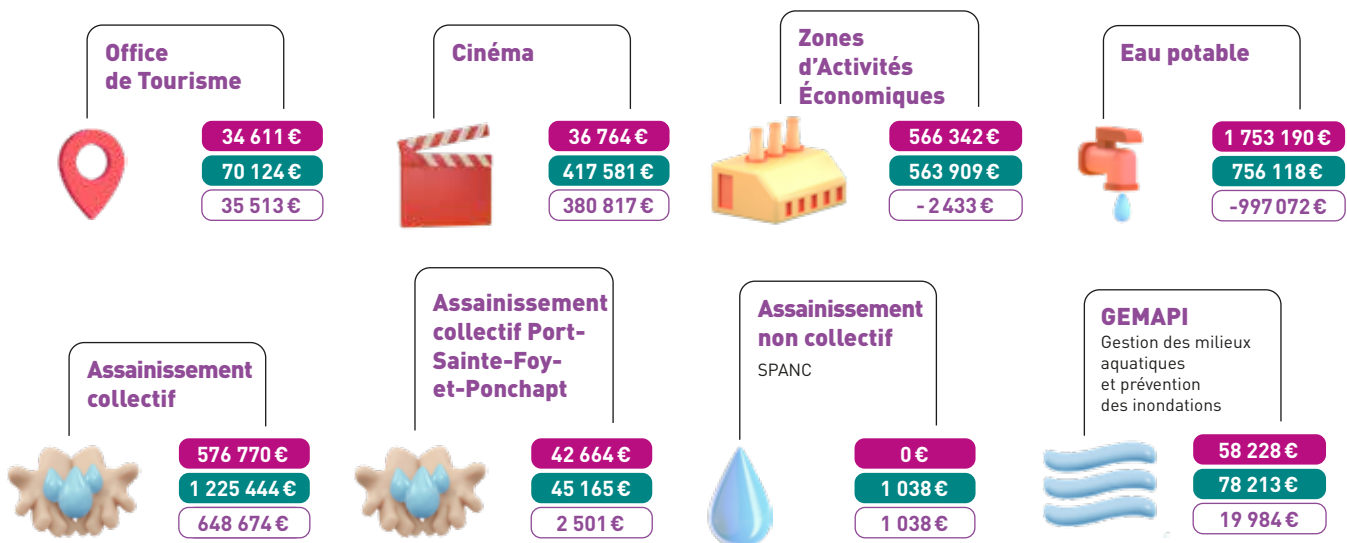 Office
de Tourisme
34 611 €
70 124 €
35 513 €
Cinéma
36 764 €
417 581 €
380 817 €
Zones
d'Activités
Économiques
566 342 €
563 909 €
- 2 433 €
Eau potable
1 753 190 €
756 118 €
-997 072 €
Assainissement
collectif
576 770 €
1 225 444 €
648 674 €
Assainissement
collectif Port-
Sainte-Foy-
et-Ponchapt
42 664 €
45 165 €
2 501 €
Assainissement
non collectif
SPANC
0 €
1 038 €
1 038 €
GEMAPI
Gestion des milieux
aquatiques
et prévention
des inondations
58 228 €
78 213 €
19 984 €